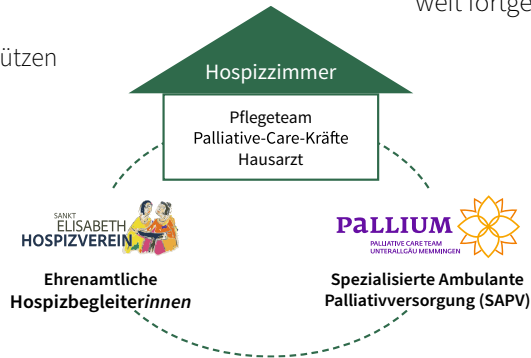 weit fortge
ützen
Hospizzimmer
Pflegeteam
Palliative-Care-Kräfte
Hausarzt
SANKT
ELISABETH
HOSPIZVEREIN
PaLLIUM
PALLIATIVE CARE TEAM
UNTERALLGÄU MEMMINGEN
Ehrenamtliche
Hospizbegleiterinnen
Spezialisierte Ambulante
Palliativversorgung (SAPV)